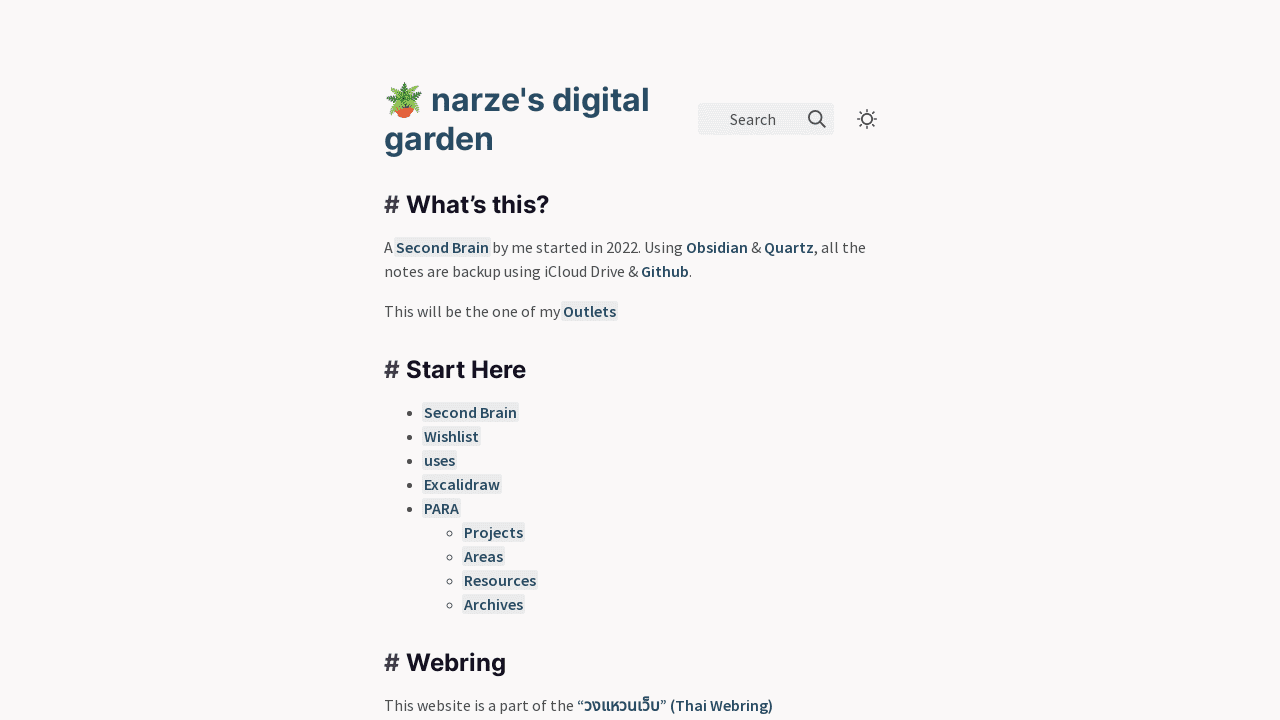 🪴 narze's digital
garden
Search
# What’s this?
A Second Brain by me started in 2022. Using Obsidian & Quartz, all the
notes are backup using iCloud Drive & Github.
This will be the one of my Outlets
# Start Here
Second Brain
Wishlist
uses
Excalidraw
PARA
Projects
Areas
Resources
Archives
# Webring
This website is a part of the “วงแหวนเว็บ” (Thai Webring)